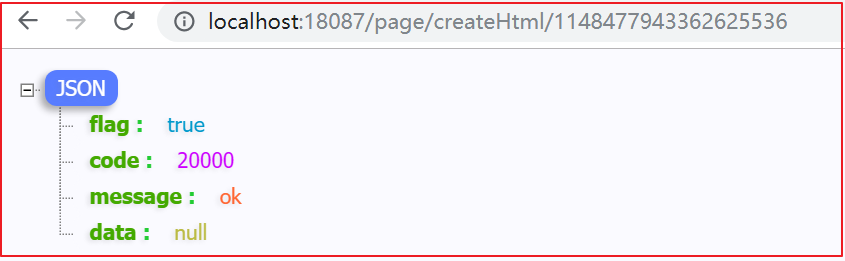 localhost:18087/page/createHtml/1148477943362625536
JSON
flag : true
code : 20000
message : ok
data : null